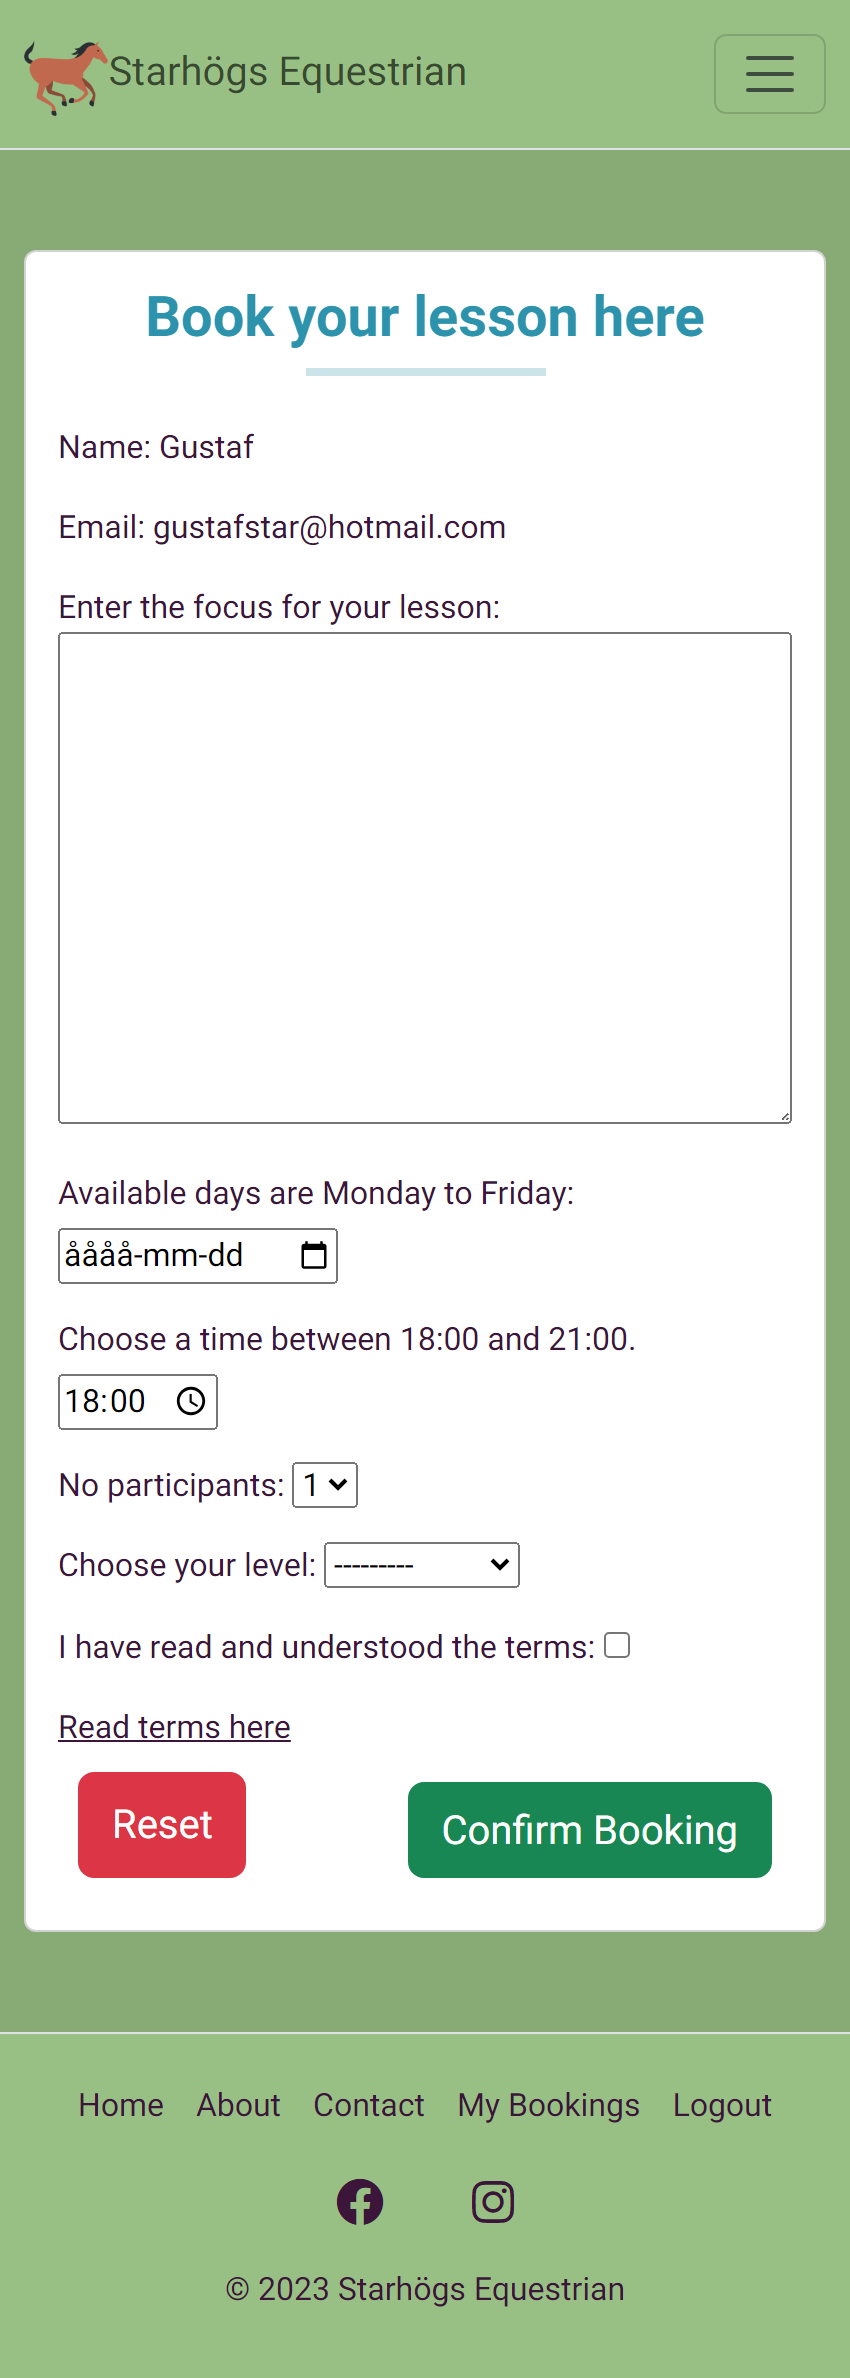 Starhögs Equestrian
Book your lesson here
Name: Gustaf
Email: gustafstar@hotmail.com
Enter the focus for your lesson:
Available days are Monday to Friday:
åååå-mm-dd
Choose a time between 18:00 and 21:00.
18:00
No participants: 1
Choose your level: ---------
I have read and understood the terms:
Read terms here
Reset Confirm Booking
Home About Contact My Bookings Logout
© 2023 Starhögs Equestrian